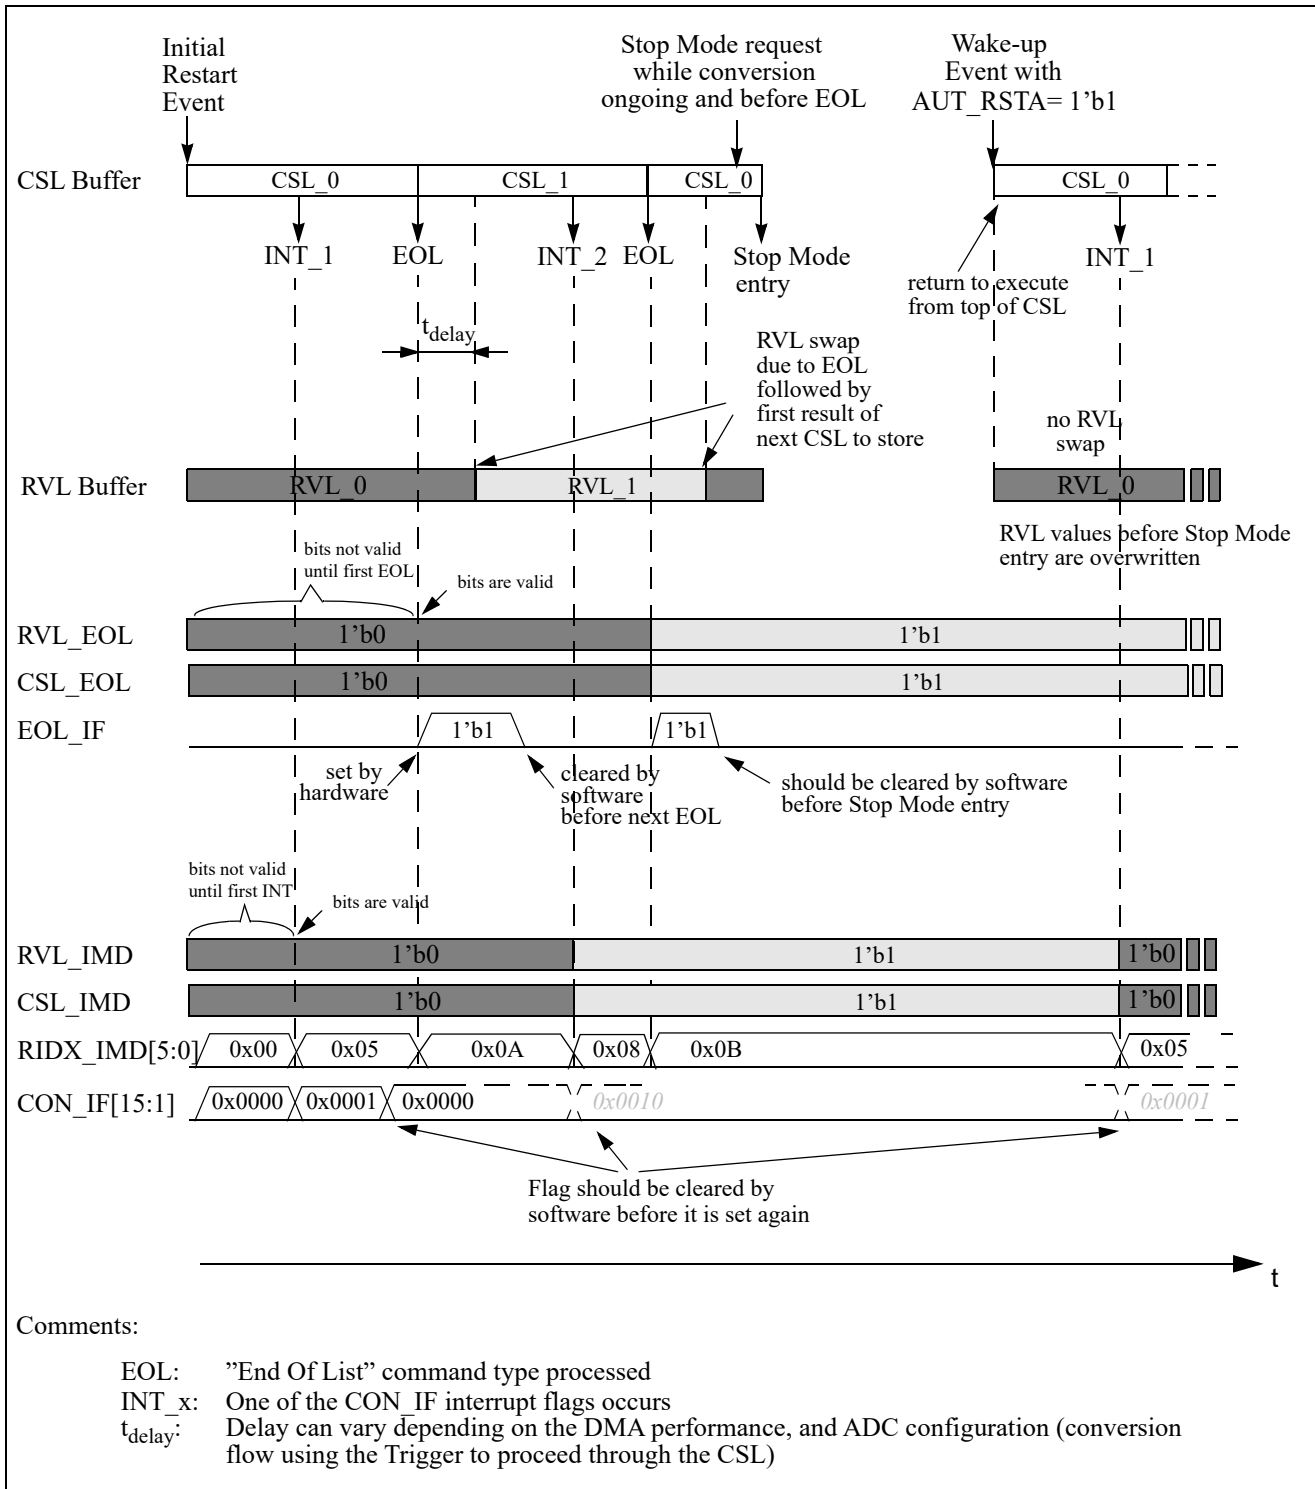 Initial
Restart
Event
Stop Mode request
while conversion
ongoing and before EOL
Wake-up
Event with
AUT_RSTA= 1’b1
CSL Buffer
CSL_0
CSL_1
CSL_0
CSL_0
INT_1
EOL
INT_2
EOL
Stop Mode
entry
INT_1
return to execute
from top of CSL
tdelay
RVL swap
due to EOL
followed by
first result of
next CSL to store
no RVL
swap
RVL Buffer
RVL_0
RVL_1
RVL_0
RVL values before Stop Mode
entry are overwritten
bits not valid
until first EOL
bits are valid
RVL_EOL
1’b0
1’b1
CSL_EOL
1’b0
1’b1
EOL_IF
1’b1
1’b1
set by
hardware
cleared by
software
before next EOL
should be cleared by software
before Stop Mode entry
bits not valid
until first INT
bits are valid
RVL_IMD
1’b0
1’b1
1’b0
CSL_IMD
1’b0
1’b1
1’b0
RIDX_IMD[5:0]
0x00
0x05
0x0A
0x08
0x0B
0x05
CON_IF[15:1]
0x0000
0x0001
0x0000
0x0010
0x0001
Flag should be cleared by
software before it is set again
t
Comments:
EOL: ”End Of List” command type processed
INT_x: One of the CON_IF interrupt flags occurs
tdelay: Delay can vary depending on the DMA performance, and ADC configuration (conversion
flow using the Trigger to proceed through the CSL)